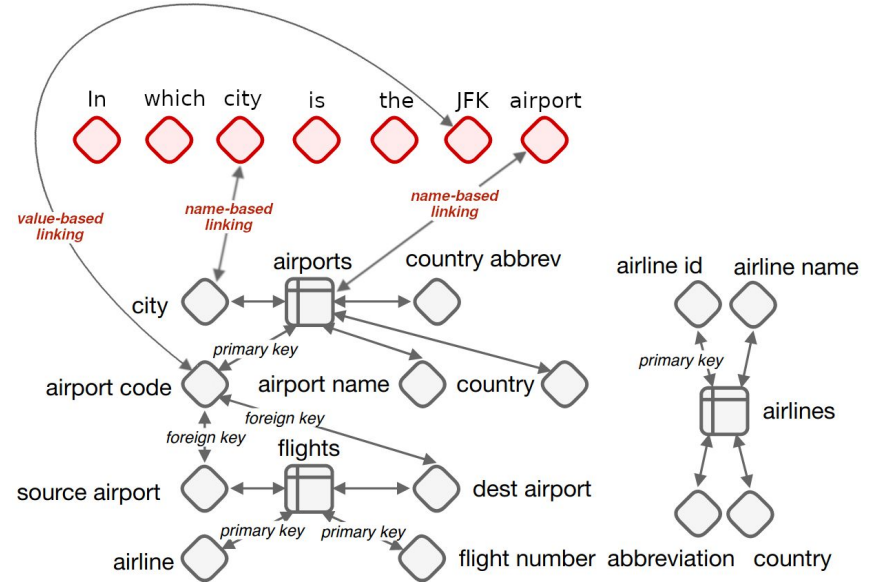 In which city is the JFK airport
value-based
linking
name-based
linking
name-based
linking
airports
country abbrev
airline id
airline name
city
primary key
primary key
airport code
airport name
country
airlines
foreign key
foreign key
flights
source airport
dest airport
primary key
primary key
airline
flight number
abbreviation
country